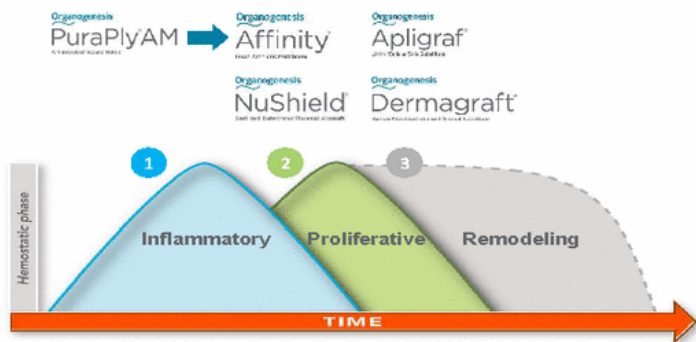 Organogenesis
PuraPly AM
Organogenesis
Affinity
Organogenesis
Apligraf
Organogenesis
NuShield
Organogenesis
Dermagraft
1
2
3
Hemostatic phase
Inflammatory
Proliferative
Remodeling
TIME